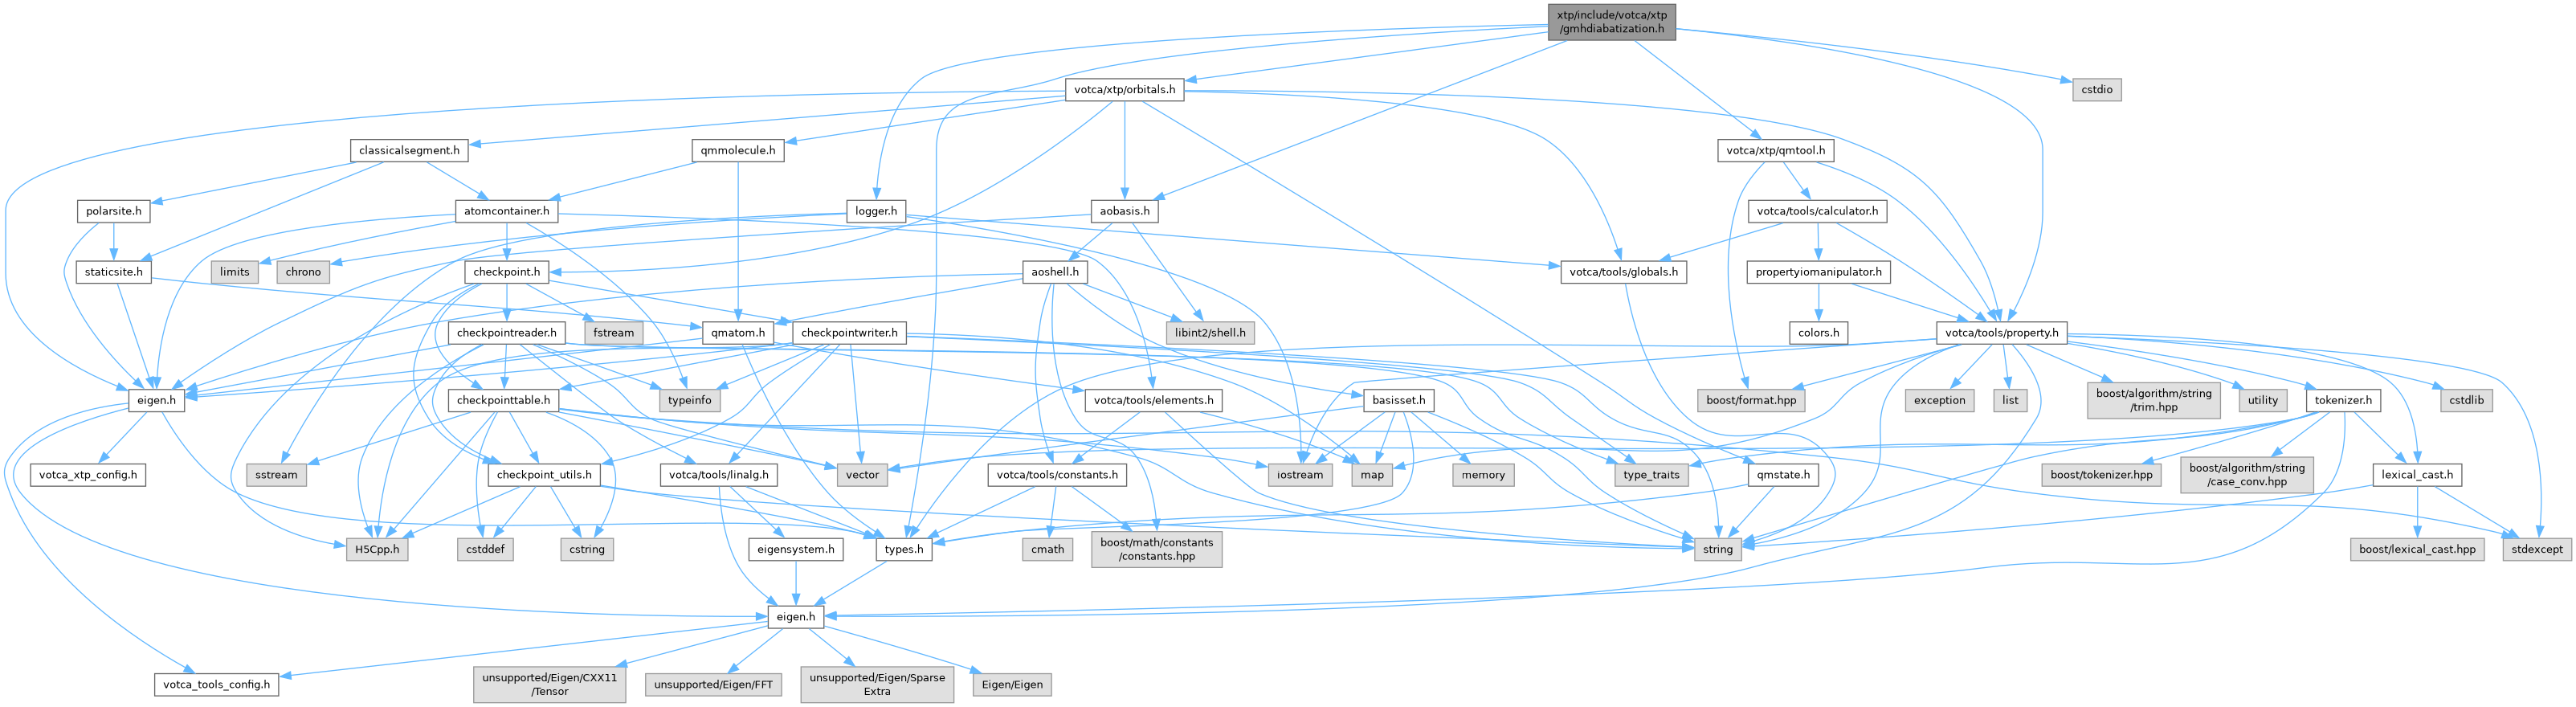 xtp/include/votca/xtp
/gmhdiabatization.h
votca/xtp/orbitals.h
cstdio
classicalsegment.h
qmmolecule.h
votca/xtp/qmtool.h
polarsite.h
atomcontainer.h
logger.h
aobasis.h
votca/tools/calculator.h
staticsite.h
limits
chrono
checkpoint.h
aoshell.h
votca/tools/globals.h
propertyiomanipulator.h
checkpointreader.h
fstream
qmatom.h
checkpointwriter.h
libint2/shell.h
colors.h
votca/tools/property.h
eigen.h
checkpointtable.h
typeinfo
votca/tools/elements.h
basisset.h
boost/format.hpp
exception
list
boost/algorithm/string
/trim.hpp
utility
tokenizer.h
cstdlib
votca_xtp_config.h
sstream
checkpoint_utils.h
votca/tools/linalg.h
vector
votca/tools/constants.h
iostream
map
memory
type_traits
qmstate.h
boost/tokenizer.hpp
boost/algorithm/string
/case_conv.hpp
lexical_cast.h
H5Cpp.h
cstddef
cstring
eigensystem.h
types.h
cmath
boost/math/constants
/constants.hpp
string
boost/lexical_cast.hpp
stdexcept
eigen.h
votca_tools_config.h
unsupported/Eigen/CXX11
/Tensor
unsupported/Eigen/FFT
unsupported/Eigen/Sparse
Extra
Eigen/Eigen